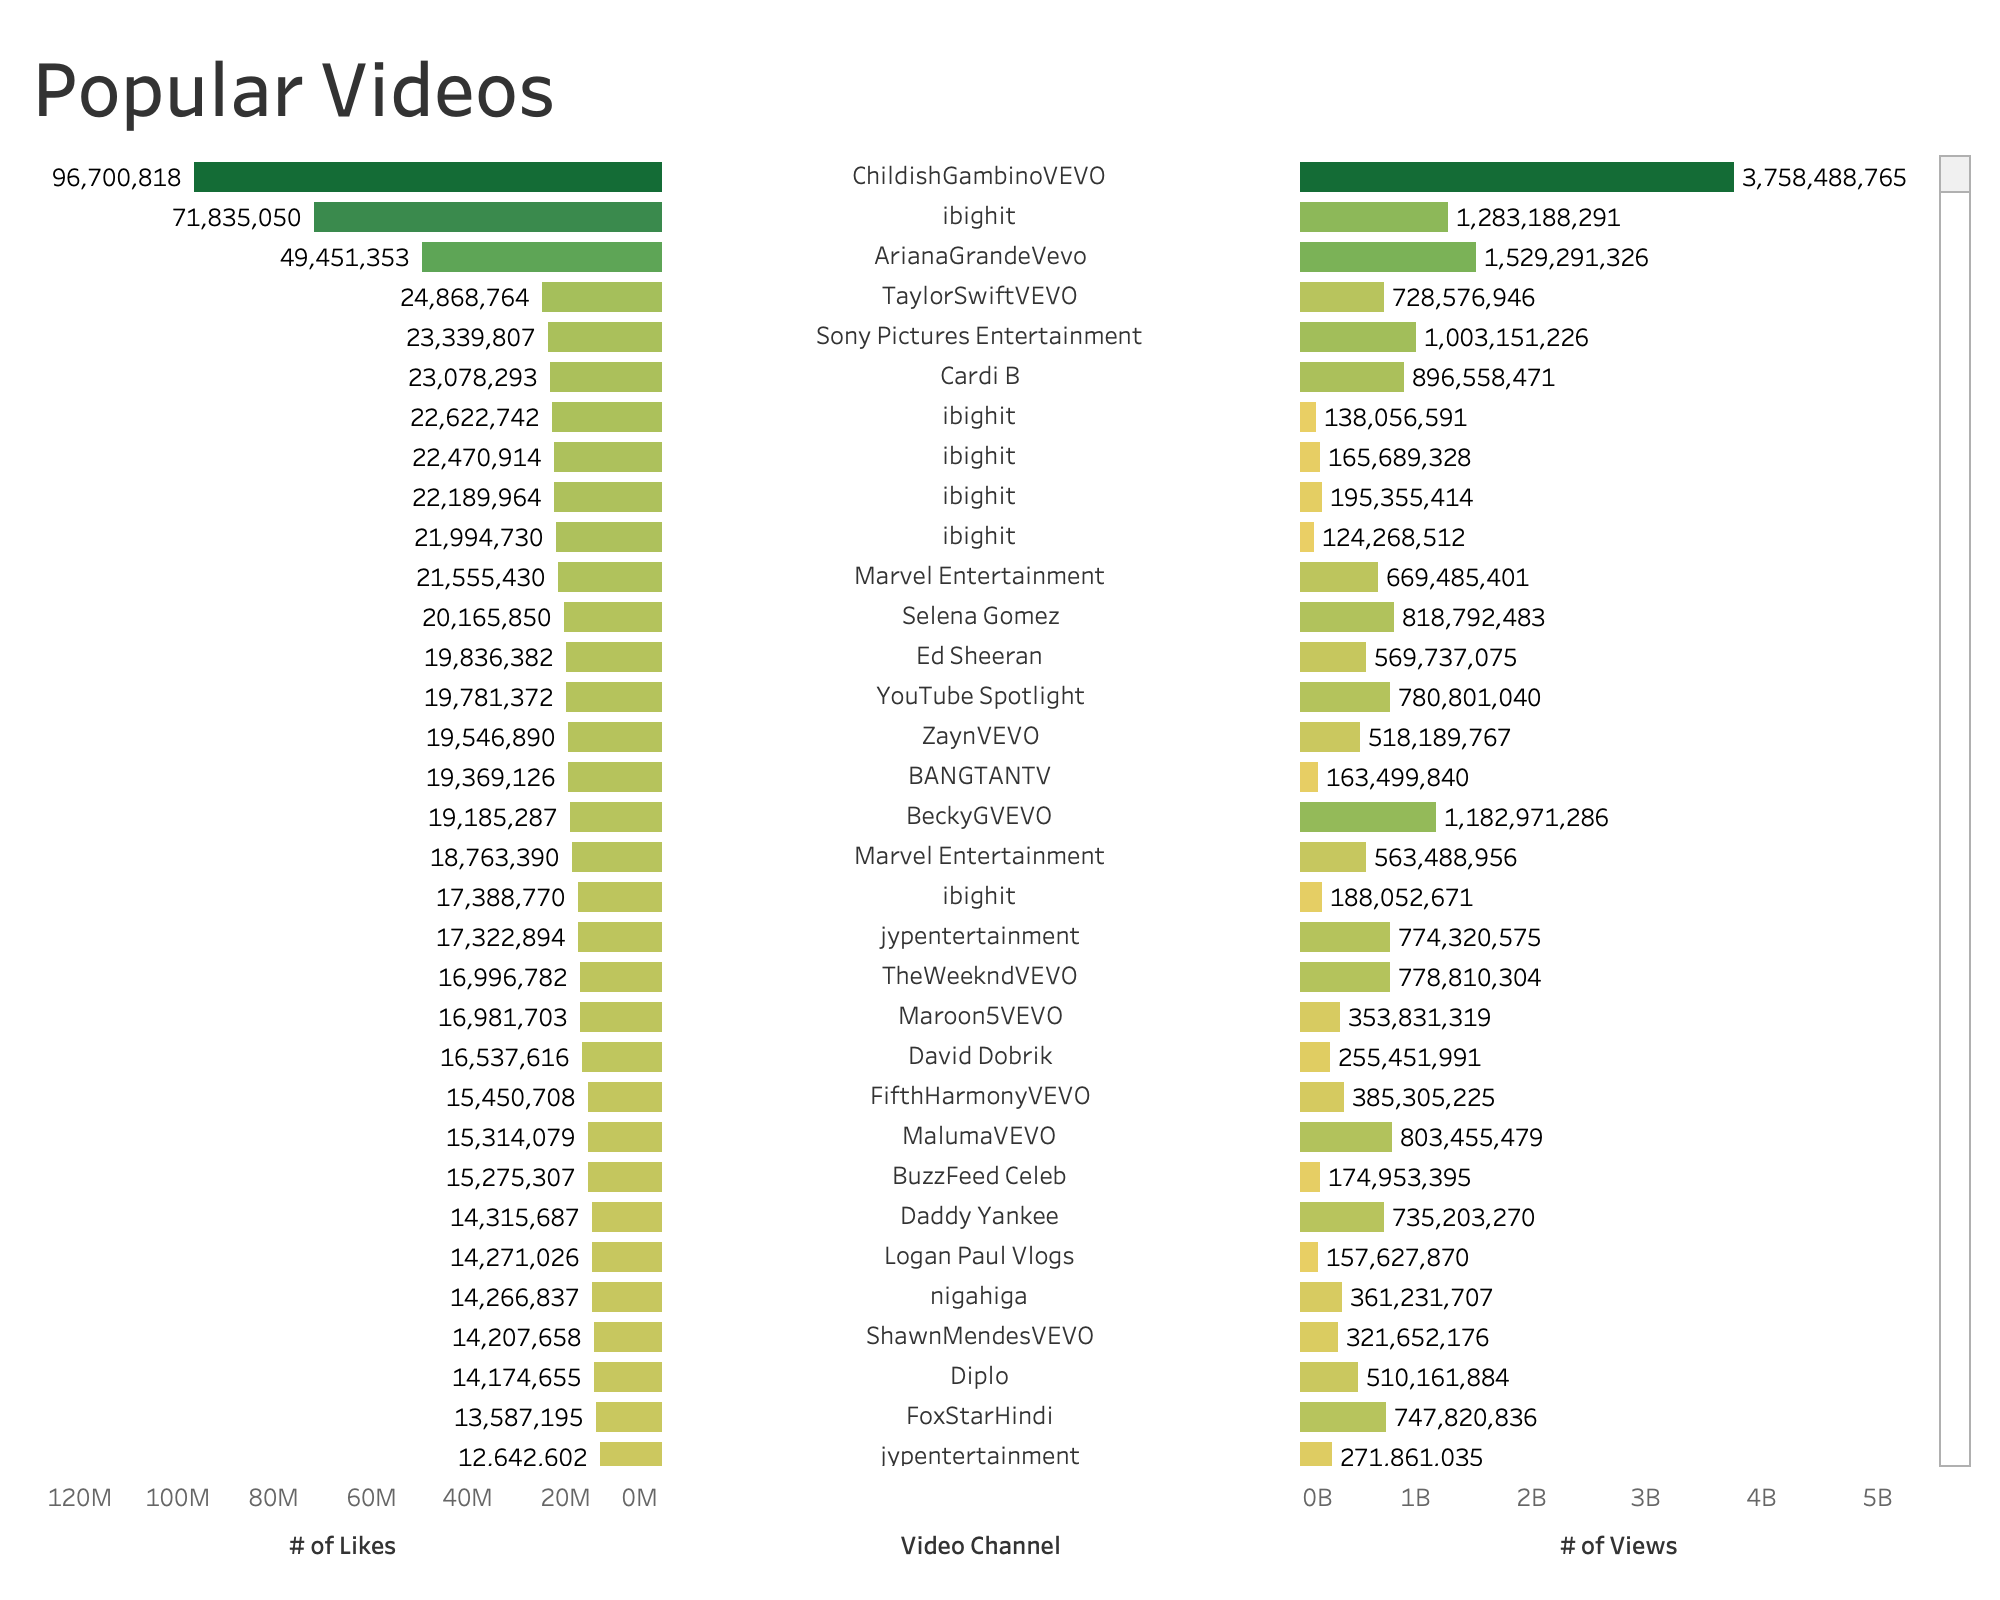 Popular Videos
96,700,818 ChildishGambinoVEVO 3,758,488,765
71,835,050 ibighit 1,283,188,291
49,451,353 ArianaGrandeVevo 1,529,291,326
24,868,764 TaylorSwiftVEVO 728,576,946
23,339,807 Sony Pictures Entertainment 1,003,151,226
23,078,293 Cardi B 896,558,471
22,622,742 ibighit 138,056,591
22,470,914 ibighit 165,689,328
22,189,964 ibighit 195,355,414
21,994,730 ibighit 124,268,512
21,555,430 Marvel Entertainment 669,485,401
20,165,850 Selena Gomez 818,792,483
19,836,382 Ed Sheeran 569,737,075
19,781,372 YouTube Spotlight 780,801,040
19,546,890 ZaynVEVO 518,189,767
19,369,126 BANGTANTV 163,499,840
19,185,287 BeckyGVEVO 1,182,971,286
18,763,390 Marvel Entertainment 563,488,956
17,388,770 ibighit 188,052,671
17,322,894 jypentertainment 774,320,575
16,996,782 TheWeekndVEVO 778,810,304
16,981,703 Maroon5VEVO 353,831,319
16,537,616 David Dobrik 255,451,991
15,450,708 FifthHarmonyVEVO 385,305,225
15,314,079 MalumaVEVO 803,455,479
15,275,307 BuzzFeed Celeb 174,953,395
14,315,687 Daddy Yankee 735,203,270
14,271,026 Logan Paul Vlogs 157,627,870
14,266,837 nigahiga 361,231,707
14,207,658 ShawnMendesVEVO 321,652,176
14,174,655 Diplo 510,161,884
13,587,195 FoxStarHindi 747,820,836
12,642,602 jypentertainment 271,861,035
120M 100M 80M 60M 40M 20M 0M 0B 1B 2B 3B 4B 5B
# of Likes Video Channel # of Views